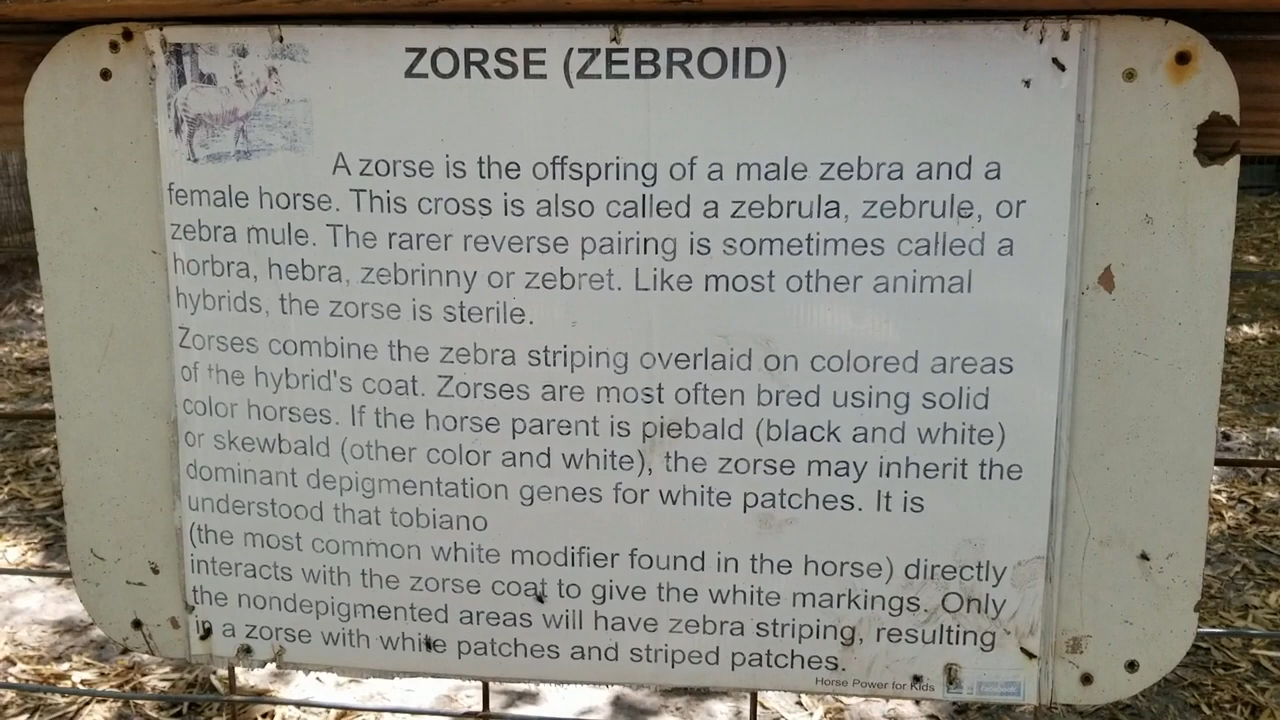 ZORSE (ZEBROID)
A zorse is the offspring of a male zebra and a
female horse. This cross is also called a zebrula, zebrule, or
zebra mule. The rarer reverse pairing is sometimes called a
horbra, hebra, zebrinny or zebret. Like most other animal
hybrids, the zorse is sterile.
Zorses combine the zebra striping overlaid on colored areas
of the hybrid's coat. Zorses are most often bred using solid
color horses. If the horse parent is piebald (black and white)
or skewbald (other color and white), the zorse may inherit the
dominant depigmentation genes for white patches. It is
understood that tobiano
(the most common white modifier found in the horse) directly
interacts with the zorse coat to give the white markings. Only
the nondepigmented areas will have zebra striping, resulting
in a zorse with white patches and striped patches.
Horse Power for Kids